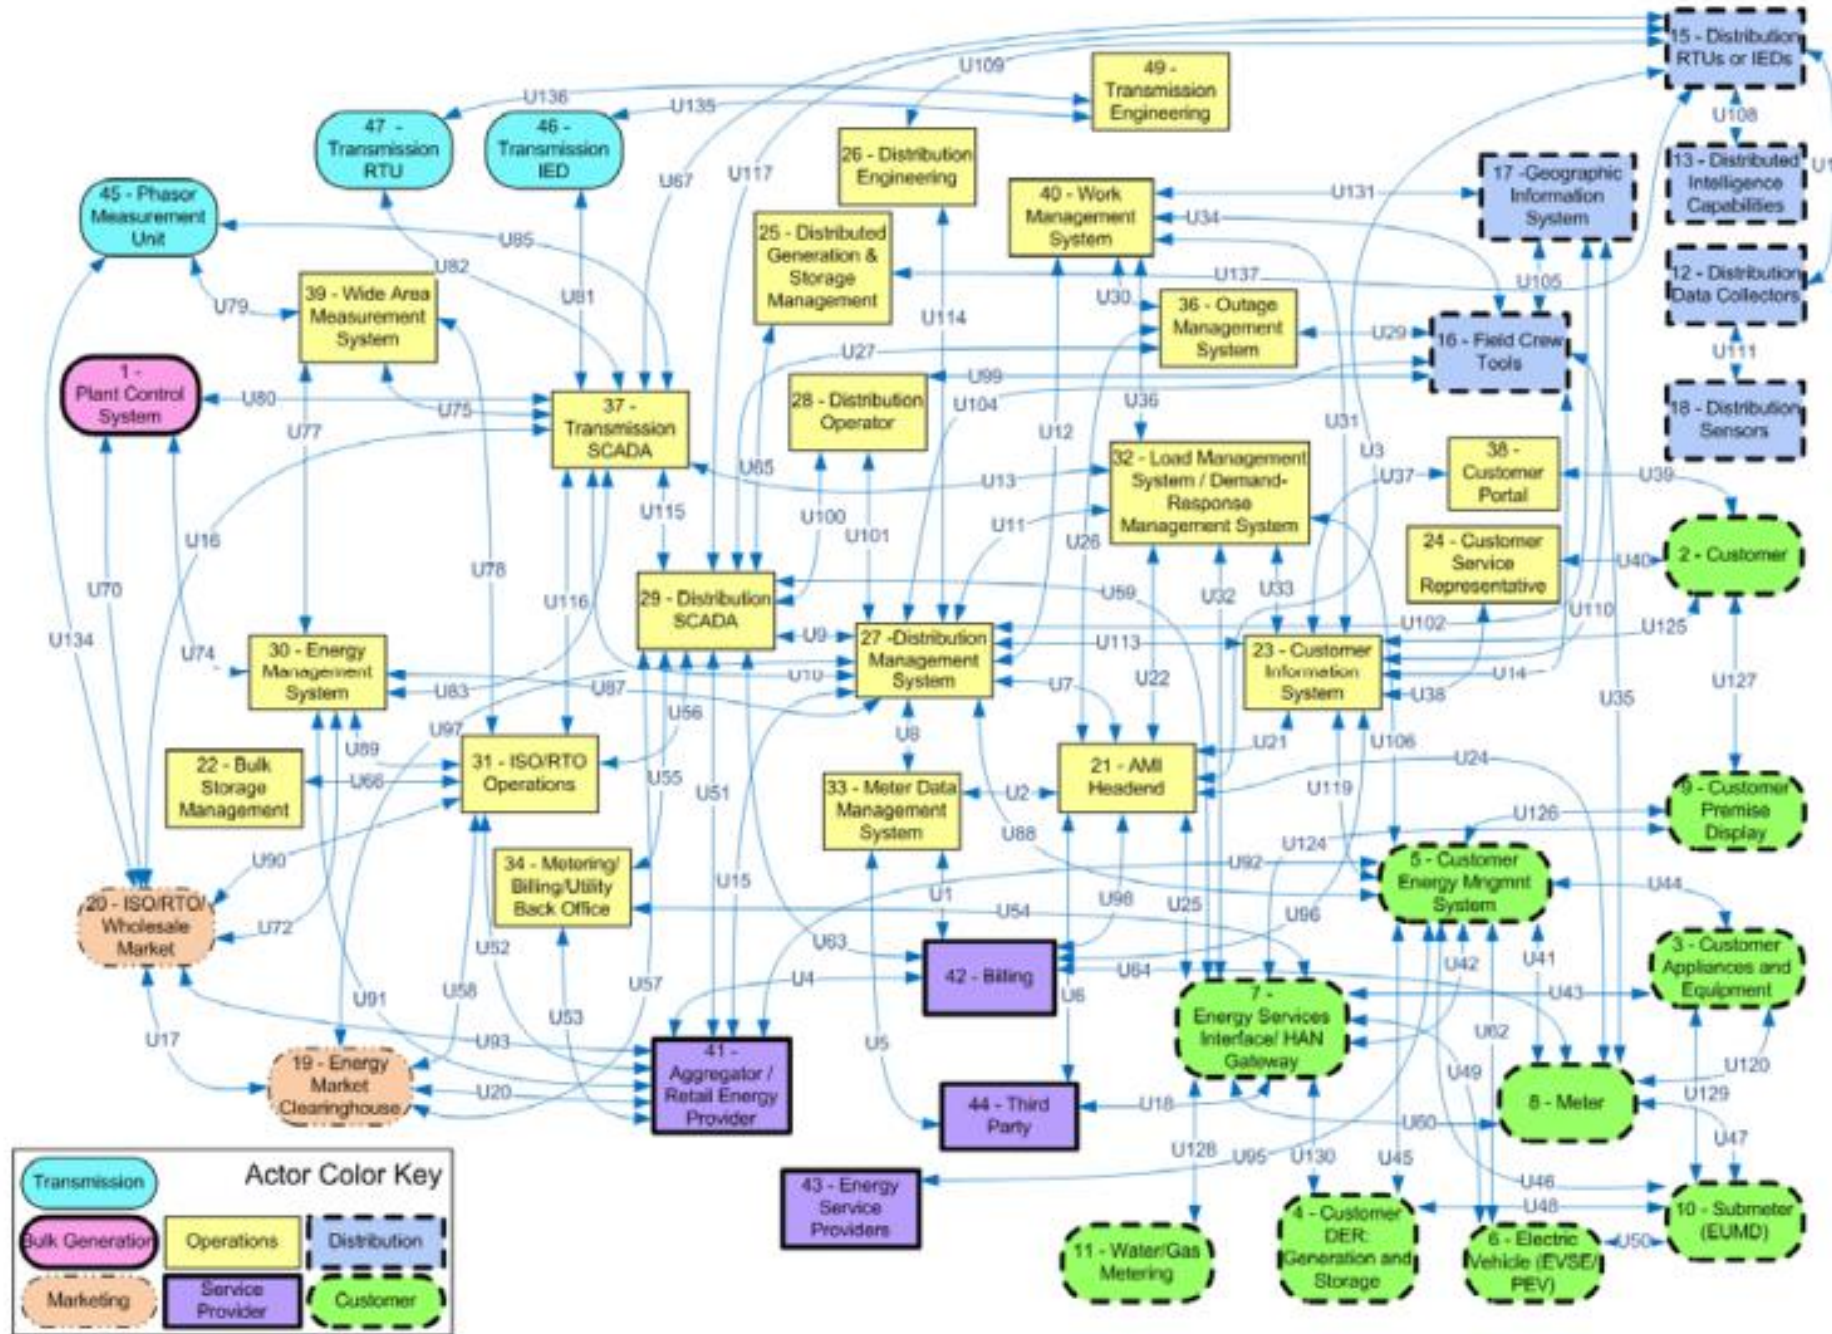 15 - Distribution
RTUs or IEDs
U109
49 -
Transmission
Engineering
U136
U135
U108
47 -
Transmission
RTU
46 -
Transmission
IED
26 - Distribution
Engineering
13 - Distributed
Intelligence
Capabilities
17 -Geographic
Information
System
U67
U117
45 - Phasor
Measurement
Unit
40 - Work
Management
System
U131
U34
25 - Distributed
Generation &
Storage
Management
U85
U82
U137
U105
12 - Distribution
Data Collectors
39 - Wide Area
Measurement
System
U79
U81
U30
36 - Outage
Management
System
U114
U29
16 - Field Crew
Tools
U27
U111
1 -
Plant Control
System
U80
U75
U99
U104
U36
37 -
Transmission
SCADA
28 - Distribution
Operator
18 - Distribution
Sensors
U77
U12
U31
U3
32 - Load Management
System / Demand-
Response
Management System
38 -
Customer
Portal
U65
U13
U37
U39
U115
U100
U101
U11
U26
U16
24 - Customer
Service
Representative
2 - Customer
U40
U78
U70
U116
29 - Distribution
SCADA
U59
U32
U33
U110
U102
U125
U134
U74
30 - Energy
Management
System
U9
27 -Distribution
Management
System
U113
23 - Customer
Information
System
U10
U87
U83
U7
U22
U14
U38
U35
U127
U97
U56
U8
U21
U106
U89
22 - Bulk
Storage
Management
U66
31 - ISO/RTO
Operations
U55
U51
21 - AMI
Headend
U24
33 - Meter Data
Management
System
U2
U119
9 - Customer
Premise
Display
U126
U124
U88
U90
34 - Metering/
Billing/Utility
Back Office
U92
5 - Customer
Energy Mngmnt
System
U44
U15
U1
U98
U25
U54
U96
20 - ISO/RTO/
Wholesale
Market
U72
U52
U63
42 - Billing
U64
U42
U41
3 - Customer
Appliances and
Equipment
U4
U57
U58
U91
U6
7 -
Energy Services
Interface/ HAN
Gateway
U43
U17
U93
U53
U5
U62
41 -
Aggregator /
Retail Energy
Provider
19 - Energy
Market
Clearinghouse
U20
U49
U120
U129
8 - Meter
44 - Third
Party
U18
U60
U47
U128
U95
U130
U45
U46
43 - Energy
Service
Providers
U48
10 - Submeter
(EUMD)
11 - Water/Gas
Metering
4 - Customer
DER:
Generation and
Storage
6 - Electric
Vehicle (EVSE/
PEV)
U50
Actor Color Key
Transmission
Bulk Generation
Operations
Distribution
Marketing
Service
Provider
Customer